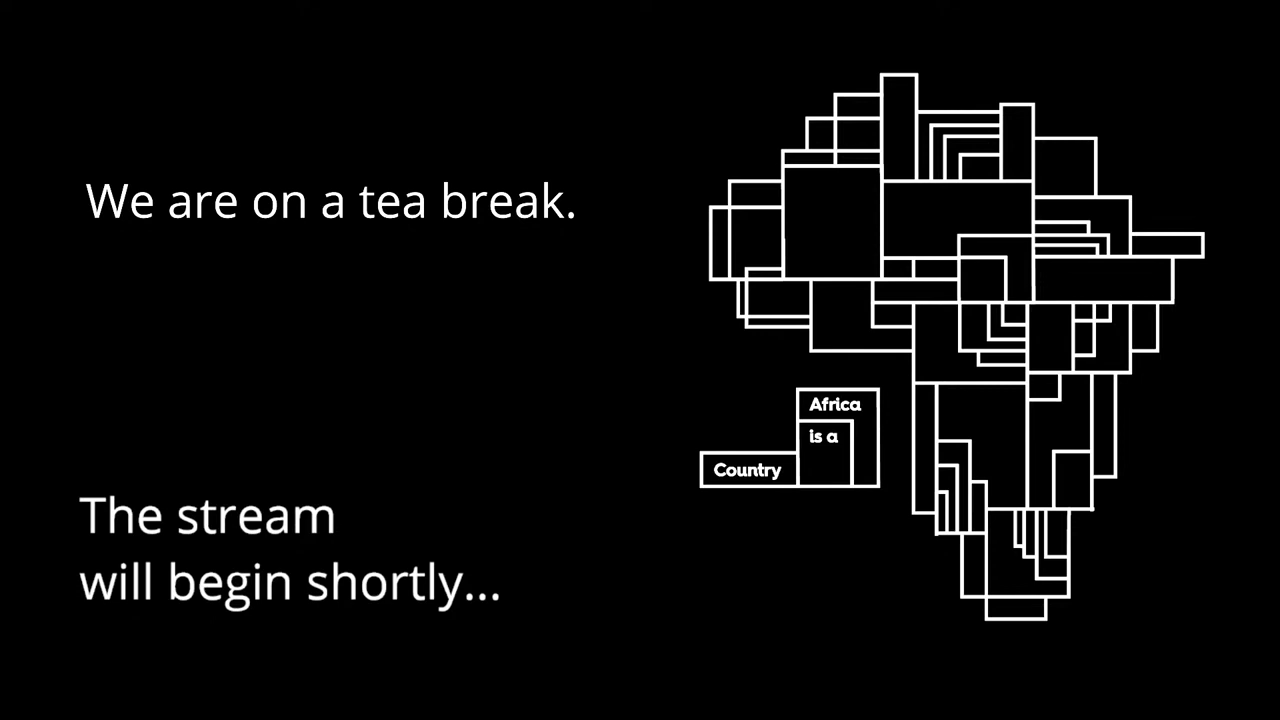 We are on a tea break.
Africa
is a
Country
The stream
will begin shortly...